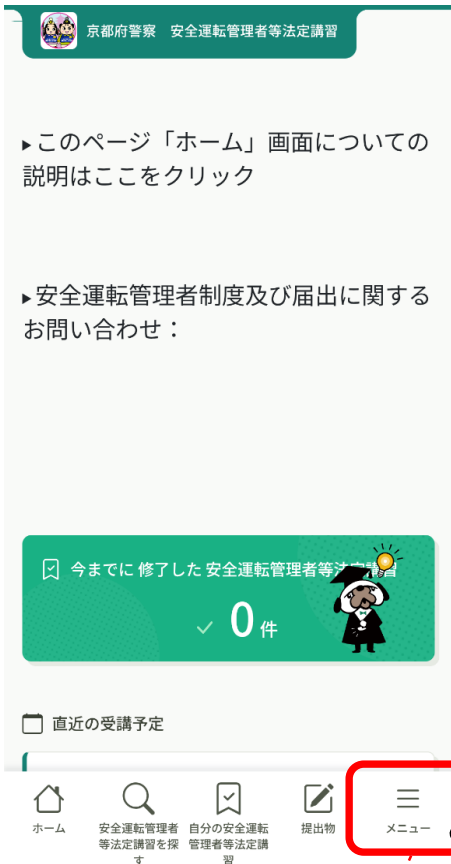 京都府警察　安全運転管理者等法定講習
▶このページ「ホーム」画面についての
説明はここをクリック
▶安全運転管理者制度及び届出に関する
お問い合わせ：
今までに 修了した 安全運転管理者等法定講習
0 件
直近の受講予定
ホーム
安全運転管理者
等法定講習を探
す
自分の安全運転
管理者等法定講
習
提出物
メニュー